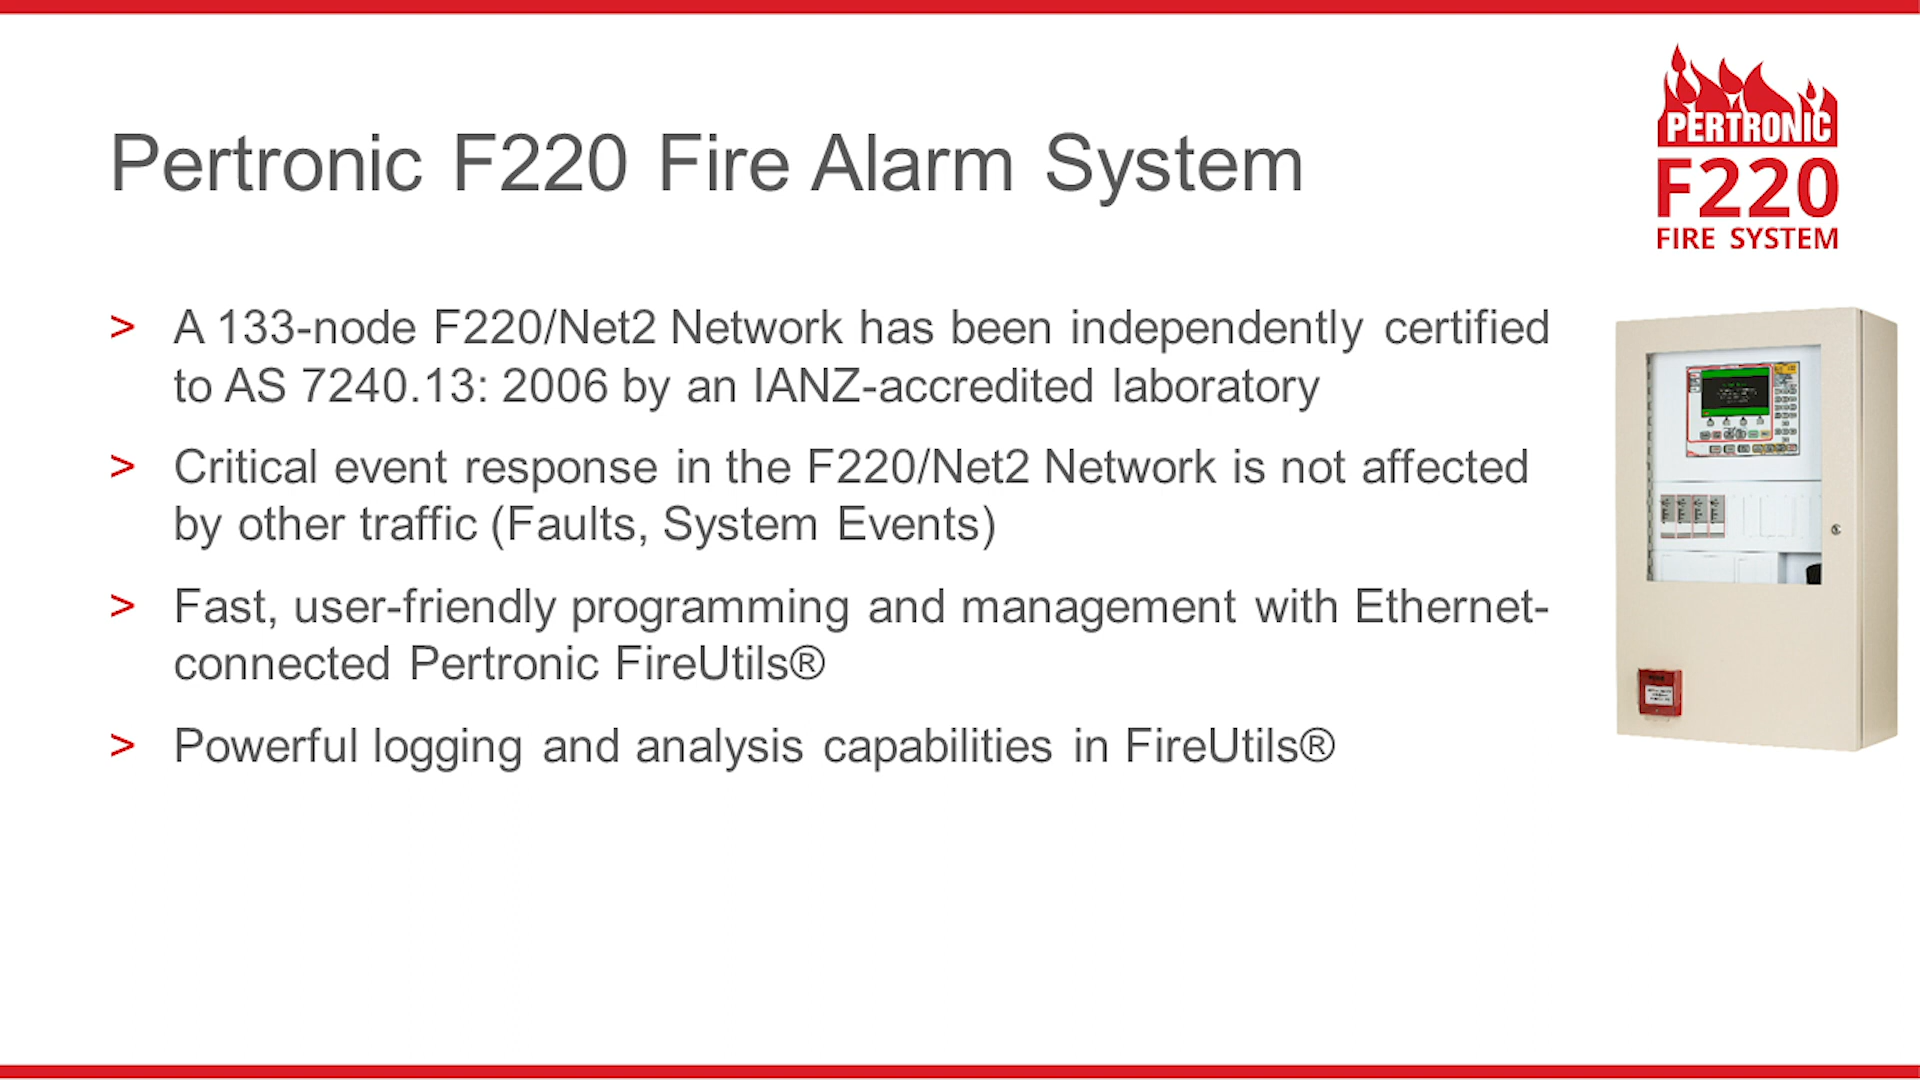 Pertronic F220 Fire Alarm System
PERTRONIC
F220
FIRE SYSTEM
> A 133-node F220/Net2 Network has been independently certified
to AS 7240.13: 2006 by an IANZ-accredited laboratory
> Critical event response in the F220/Net2 Network is not affected
by other traffic (Faults, System Events)
> Fast, user-friendly programming and management with Ethernet-
connected Pertronic FireUtils®
> Powerful logging and analysis capabilities in FireUtils®